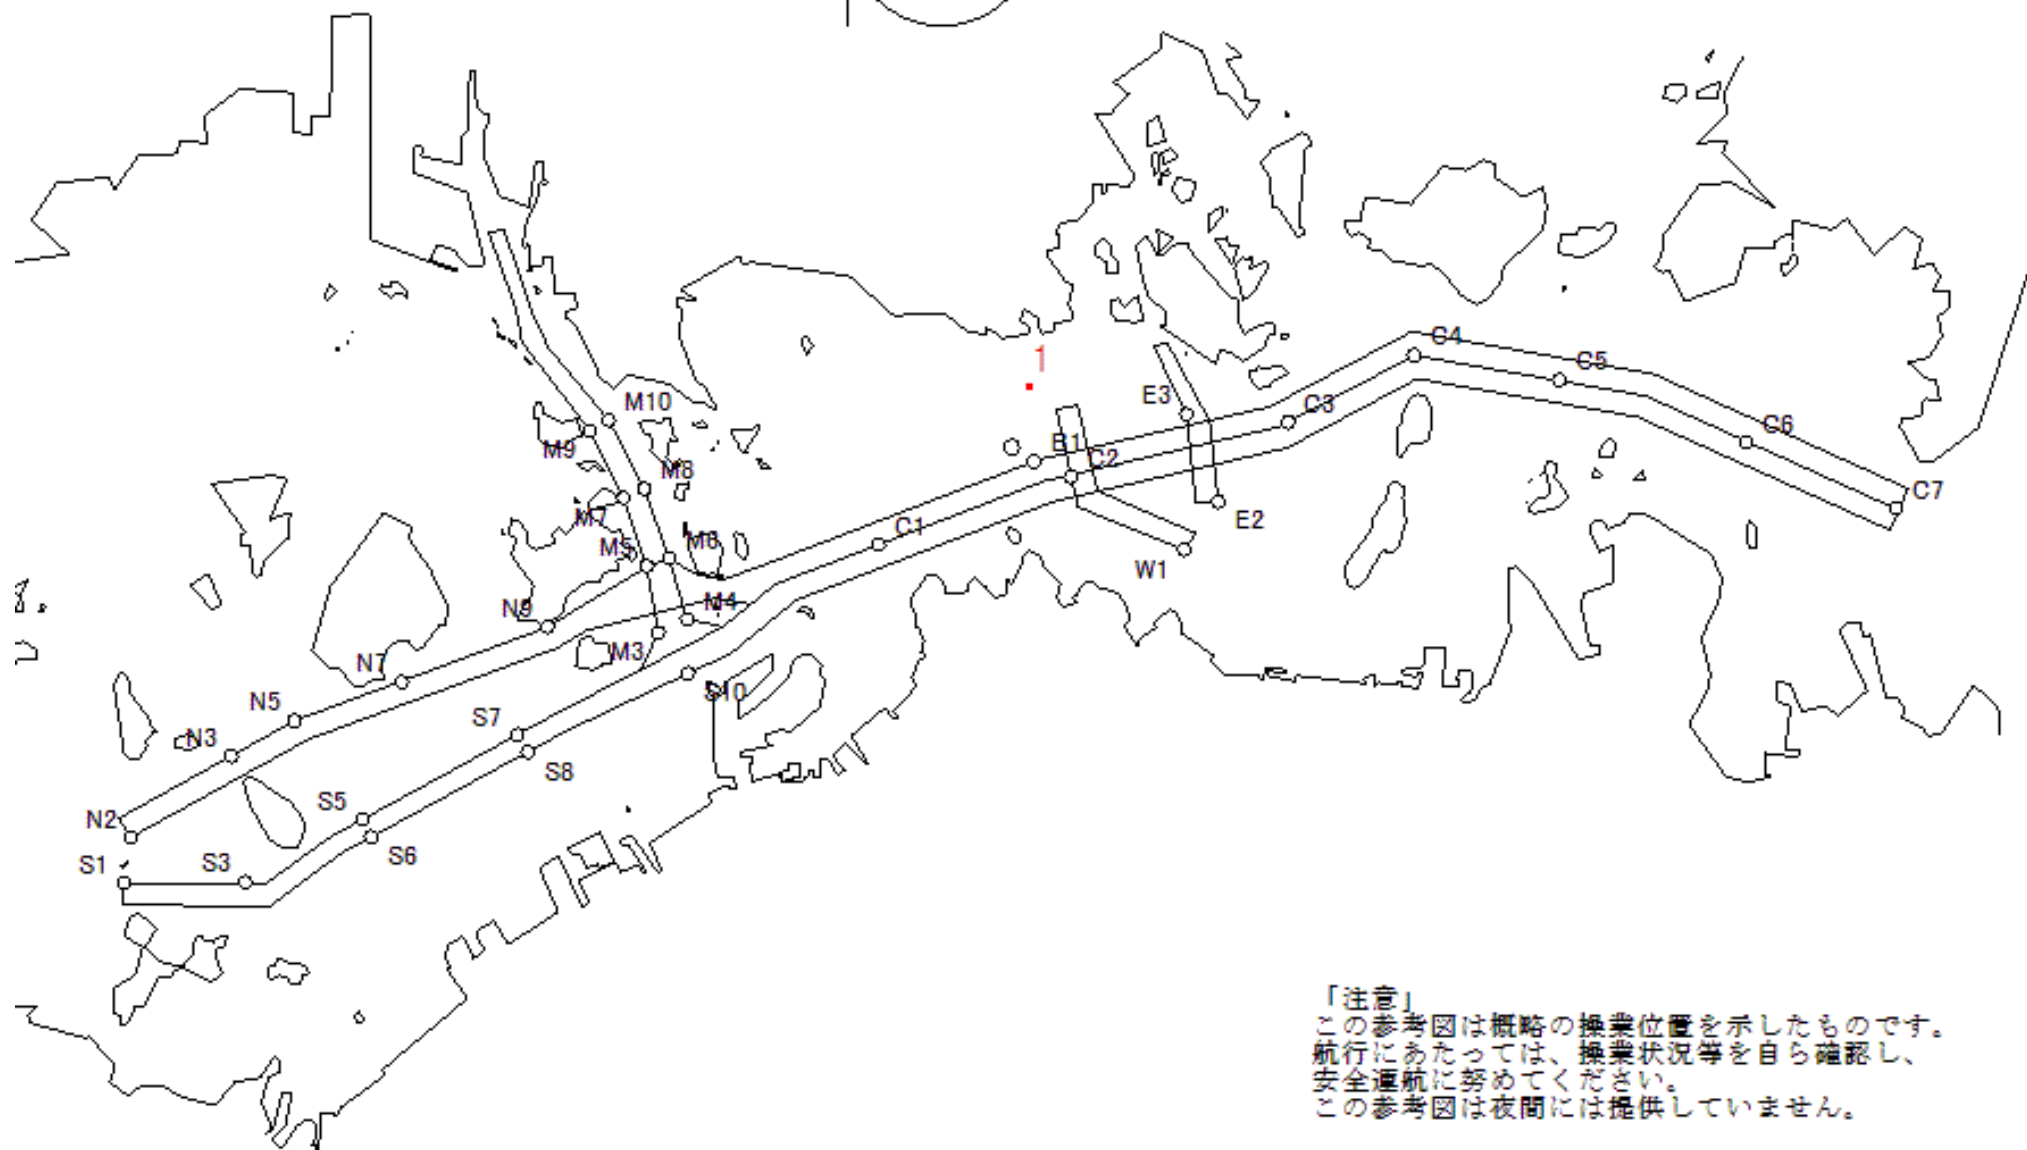 1
C4
C5
E3
M10
C3
C6
B1
M9
C2
M8
C7
M7
E2
C1
M6
M5
W1
N9
M4
M3
N7
S10
N5
S7
N3
S8
S5
N2
S6
S1
S3
「注意」
この参考図は概略の操業位置を示したものです。
航行にあたっては、操業状況等を自ら確認し、
安全運航に努めてください。
この参考図は夜間には提供していません。